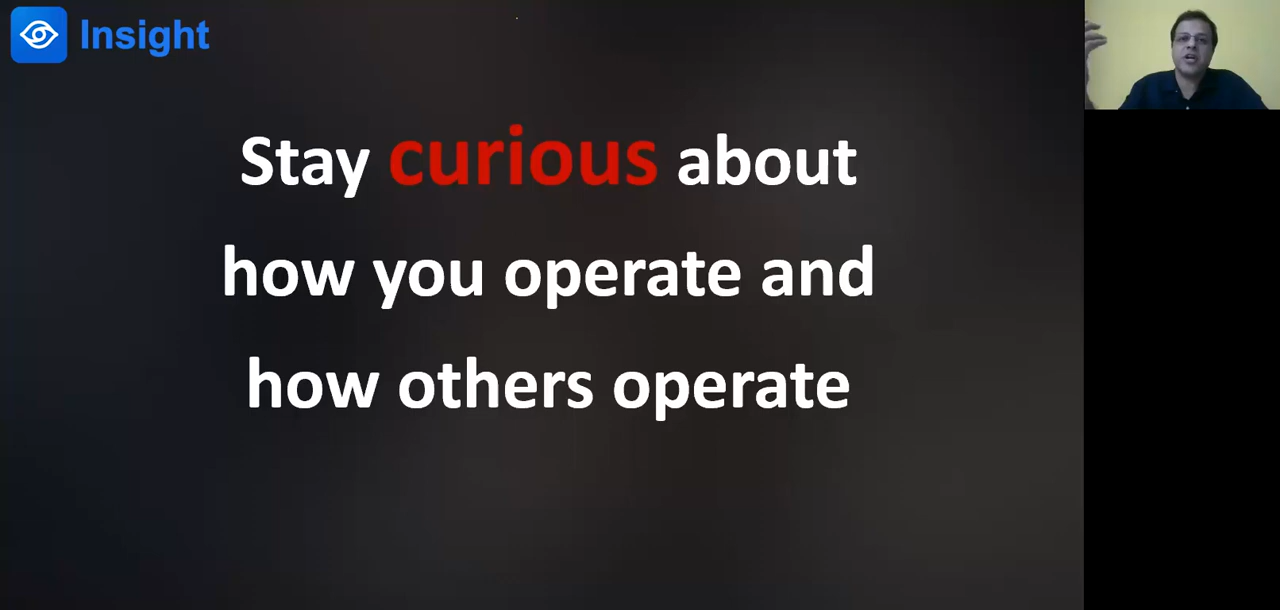 Insight
Stay curious about
how you operate and
how others operate